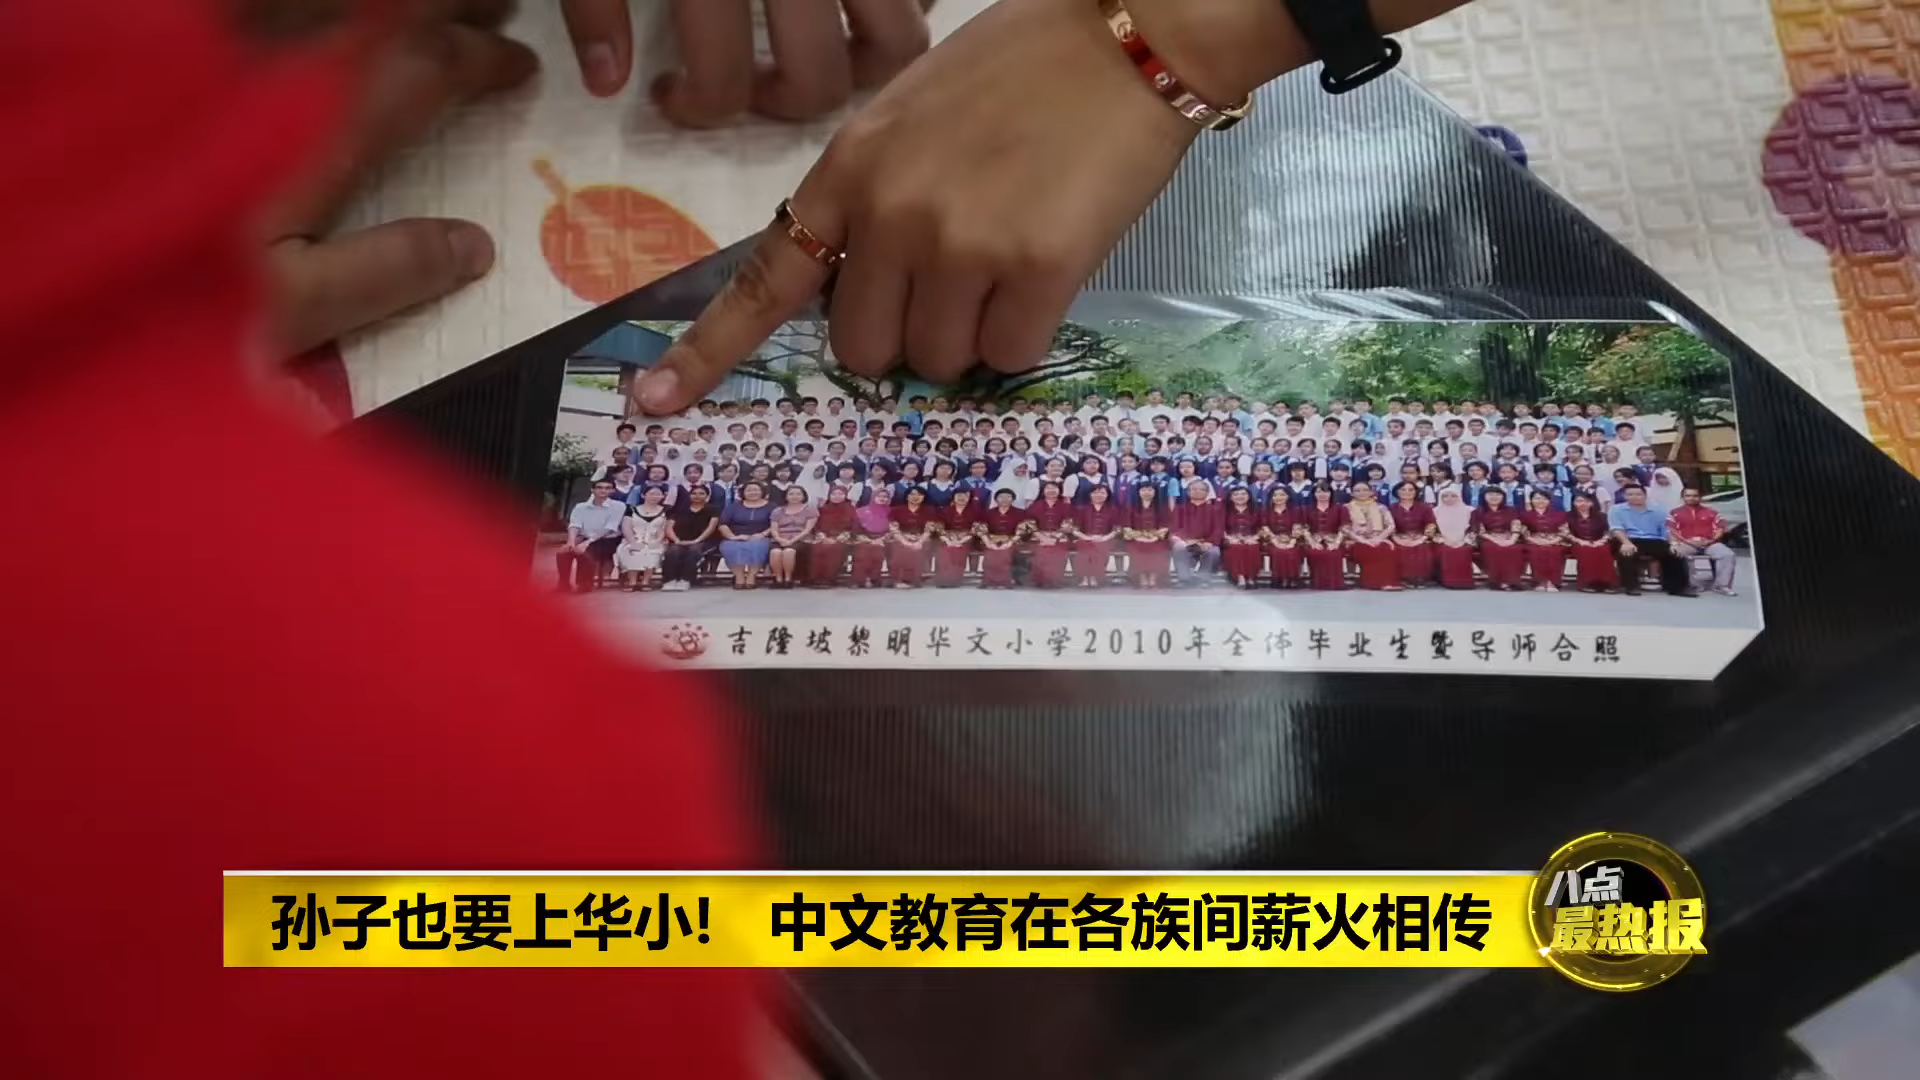 吉隆坡黎明华文小学2010年全体毕业生暨导师合照
孙子也要上华小! 中文教育在各族间薪火相传
八点
最热报